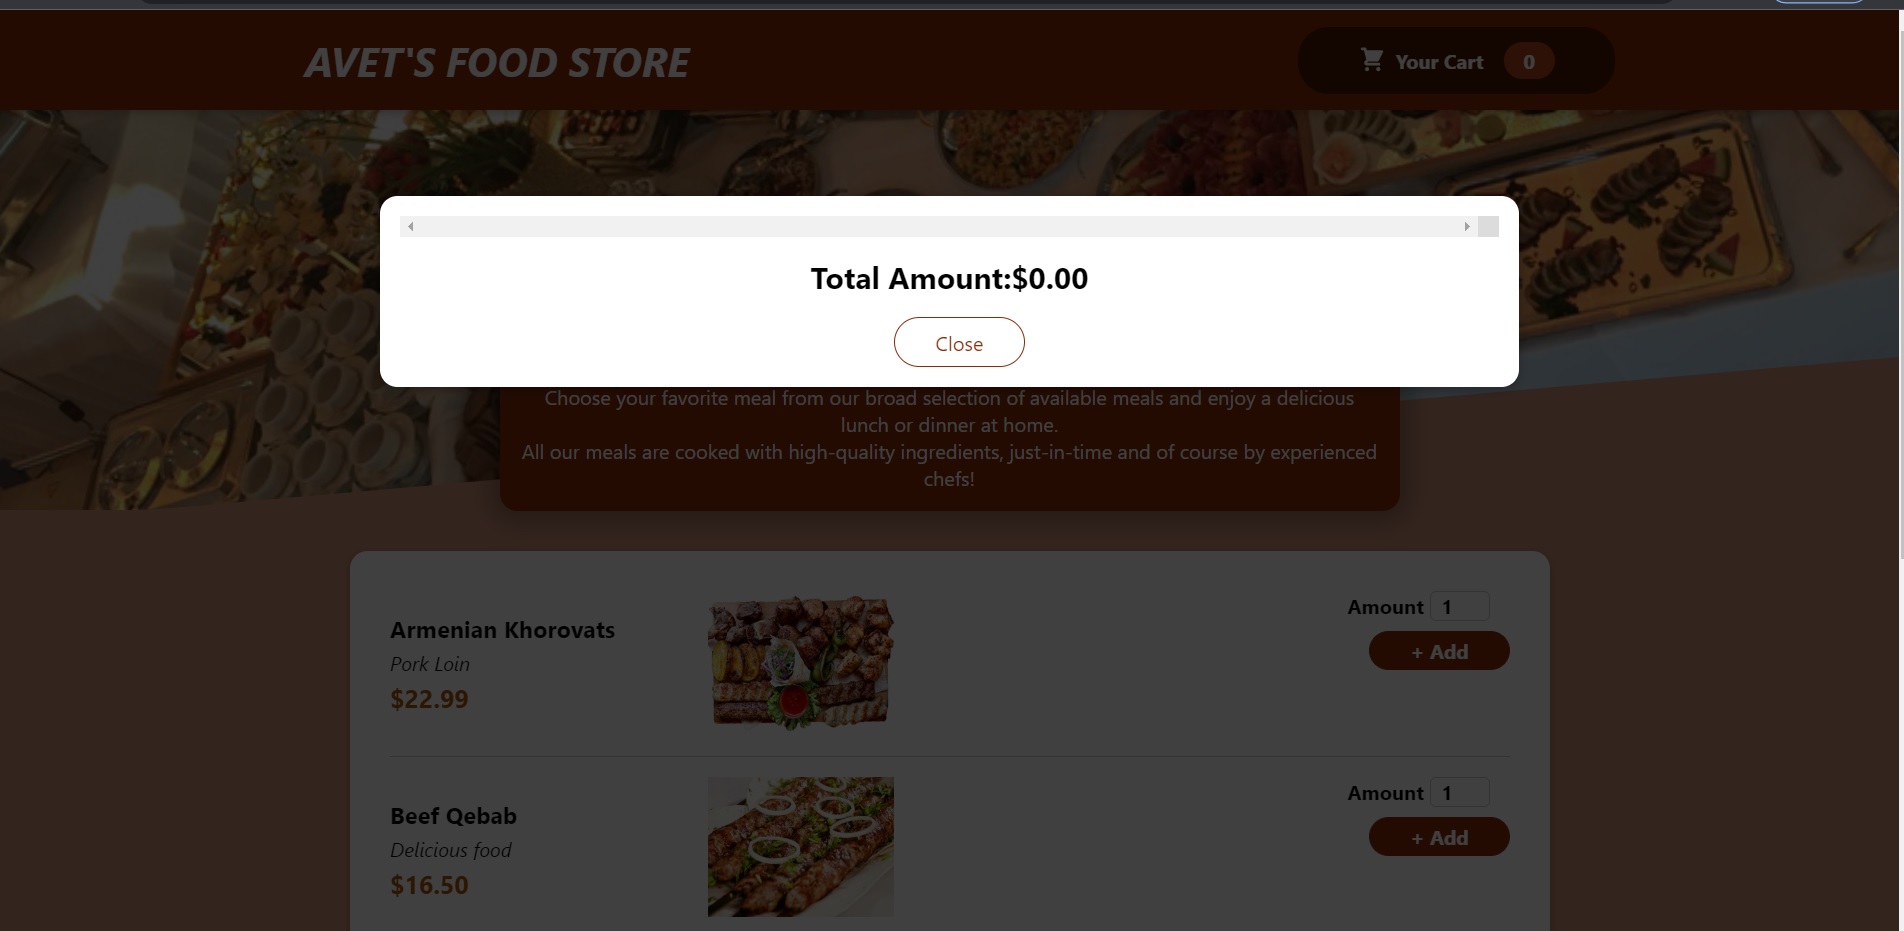 AVET'S FOOD STORE
Your Cart 0
Total Amount:$0.00
Close
Choose your favorite meal from our broad selection of available meals and enjoy a delicious
lunch or dinner at home.
All our meals are cooked with high-quality ingredients, just-in-time and of course by experienced
chefs!
Armenian Khorovats
Pork Loin
$22.99
Amount 1
+ Add
Beef Qebab
Delicious food
$16.50
Amount 1
+ Add